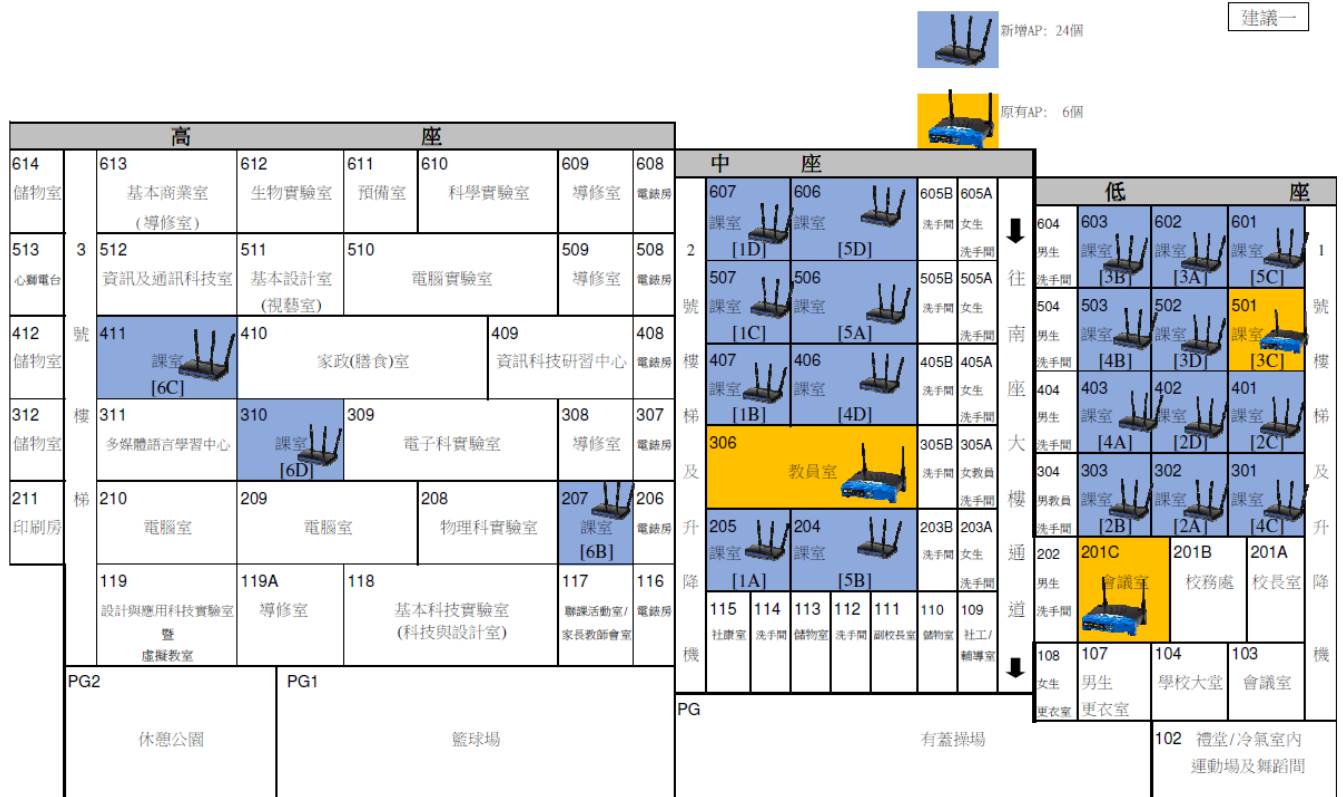 建議一
新增AP: 24個
原有AP: 6個
高 座
614 613 612 611 610 609 608
儲物室 基本商業室 生物實驗室 預備室 科學實驗室 導修室 電錶房
(導修室)
513 3 512 511 510 509 508
心獅電台 資訊及通訊科技室 基本設計室 電腦實驗室 導修室 電錶房
(視藝室)
412 號 411 410 409 408
儲物室 課室 家政(膳食)室 資訊科技研習中心 電錶房
[6C]
312 樓 311 310 309 308 307
儲物室 多媒體語言學習中心 課室 電子科實驗室 導修室 電錶房
[6D]
211 梯 210 209 208 207 206
印刷房 電腦室 電腦室 物理科實驗室 課室 電錶房
[6B]
119 119A 118 117 116
設計與應用科技實驗室 導修室 基本科技實驗室 聯課活動室/ 電錶房
暨 (科技與設計室) 家長教師會室
虛擬教室
PG2 PG1
休憩公園 籃球場
中 座
607 606 605B 605A
課室 課室 洗手間 女生
[1D] [5D] 洗手間
2 號 樓 梯 及 升 降 機
507 506 505B 505A
課室 課室 洗手間 女生
[1C] [5A] 洗手間
407 406 405B 405A
課室 課室 洗手間 女生
[1B] [4D] 洗手間
306 305B 305A
教員室 洗手間 女教員
洗手間
205 204 203B 203A
課室 課室 洗手間 女生
[1A] [5B] 洗手間
115 114 113 112 111 110 109
社康室 洗手間 儲物室 洗手間 副校長室 儲物室 社工/
輔導室
⬇ 往 南 座 大 樓 通 道 ⬇
PG
有蓋操場
低 座
604 603 602 601
男生 課室 課室 課室
洗手間 [3B] [3A] [5C]
504 503 502 501
男生 課室 課室 課室
洗手間 [4B] [3D] [3C]
404 403 402 401
男生 課室 課室 課室
洗手間 [4A] [2D] [2C]
304 303 302 301
男教員 課室 課室 課室
洗手間 [2B] [2A] [4C]
202 201C 201B 201A
男生 會議室 校務處 校長室
洗手間
108 107 104 103
女生 男生 學校大堂 會議室
更衣室 更衣室
1 號 樓 梯 及 升 降 機
102 禮堂/冷氣室內
運動場及舞蹈間